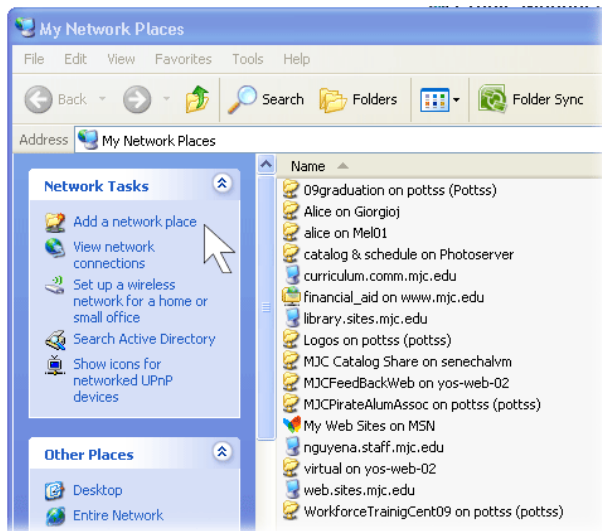 My Network Places
File Edit View Favorites Tools Help
Back Search Folders Folder Sync
Address My Network Places
Network Tasks
Add a network place
View network
connections
Set up a wireless
network for a home or
small office
Search Active Directory
Show icons for
networked UPnP
devices
Other Places
Desktop
Entire Network
Name
09graduation on pottss (Pottss)
Alice on Giorgioj
alice on Mel01
catalog & schedule on Photoserver
curriculum.comm.mjc.edu
financial_aid on www.mjc.edu
library.sites.mjc.edu
Logos on pottss (pottss)
MJC Catalog Share on senechalvm
MJCFeedBackWeb on yos-web-02
MJCPirateAlumAssoc on pottss (pottss)
My Web Sites on MSN
nguyena.staff.mjc.edu
virtual on yos-web-02
web.sites.mjc.edu
WorkforceTrainigCent09 on pottss (pottss)